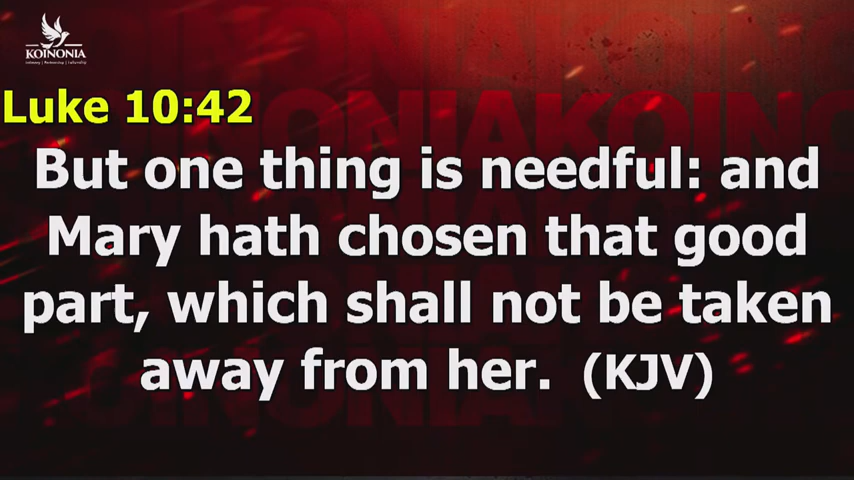 KOINONIA
Luke 10:42
But one thing is needful: and
Mary hath chosen that good
part, which shall not be taken
away from her. (KJV)